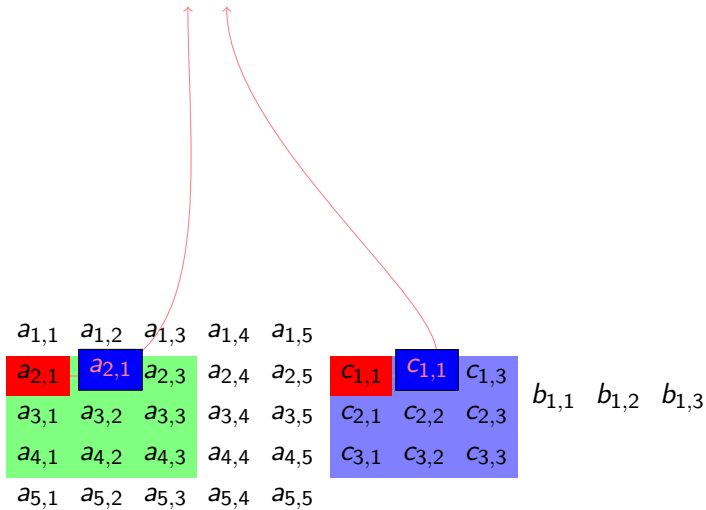 a1,1 a1,2 a1,3 a1,4 a1,5
a2,1 a2,1 a2,3 a2,4 a2,5 c1,1 c1,1 c1,3
b1,1 b1,2 b1,3
a3,1 a3,2 a3,3 a3,4 a3,5 c2,1 c2,2 c2,3
a4,1 a4,2 a4,3 a4,4 a4,5 c3,1 c3,2 c3,3
a5,1 a5,2 a5,3 a5,4 a5,5